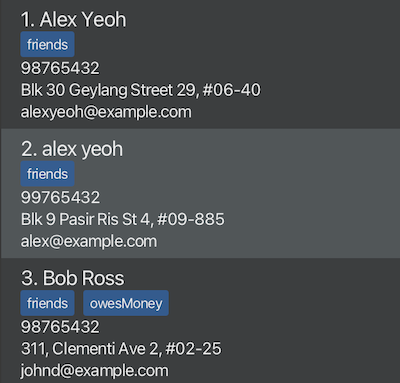 1. Alex Yeoh
friends
98765432
Blk 30 Geylang Street 29, #06-40
alexyeoh@example.com
2. alex yeoh
friends
99765432
Blk 9 Pasir Ris St 4, #09-885
alex@example.com
3. Bob Ross
friends owesMoney
98765432
311, Clementi Ave 2, #02-25
johnd@example.com